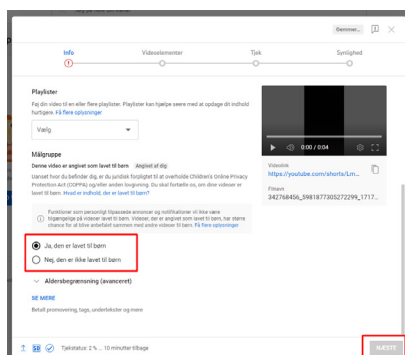 Gemmer...
Info
Videoelementer
Tjek
Synlighed
Playlister
Føj din video til en eller flere playlister. Playlister kan hjælpe seere med at opdage dit indhold
hurtigere. Få flere oplysninger
Vælg
Målgruppe
Denne video er angivet som lavet til børn Angivet af dig
Uanset hvor du befinder dig, er du juridisk forpligtet til at overholde Children's Online Privacy
Protection Act (COPPA) og/eller anden lovgivning. Du skal fortælle os, om dine videoer er
lavet til børn. Hvad er indhold, der er lavet til børn?
Funktioner som personligt tilpassede annoncer og notifikationer vil ikke være
tilgængelige på videoer lavet til børn. Videoer, der er angivet som lavet til børn, har større
chance for at blive anbefalet sammen med andre videoer til børn. Få flere oplysninger
Ja, den er lavet til børn
Nej, den er ikke lavet til børn
Aldersbegrænsning (avanceret)
SE MERE
Betalt promovering, tags, undertekster og mere
0:00 / 0:04
Videolink
https://youtube.com/shorts/Lm...
Filnavn
342768456_5981877305272299_1717...
SD
Tjekstatus: 2 % ... 10 minutter tilbage
NÆSTE